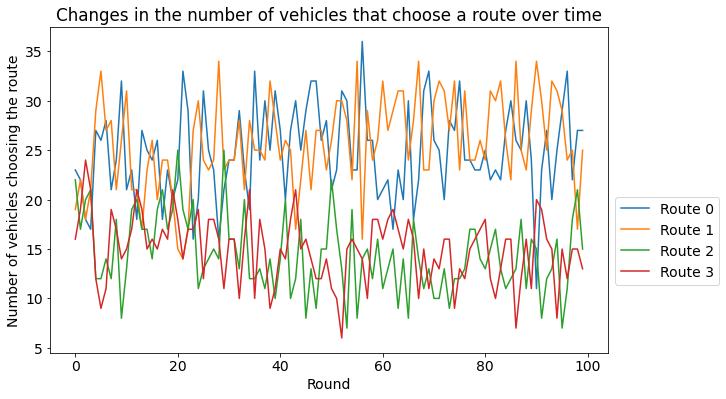 Changes in the number of vehicles that choose a route over time
Number of vehicles choosing the route
35
30
25
20
15
10
5
0
20
40
60
80
100
Round
Route 0
Route 1
Route 2
Route 3